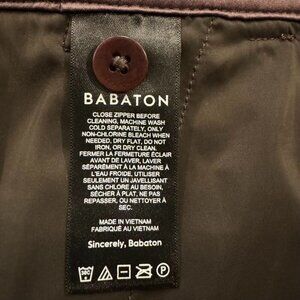 BABATON
CLOSE ZIPPER BEFORE
CLEANING, MACHINE WASH
COLD SEPARATELY, ONLY
NON-CHLORINE BLEACH WHEN
NEEDED, DRY FLAT, DO NOT
IRON, OR DRY CLEAN.
FERMER LA FERMETURE ÉCLAIR
AVANT DE LAVER, LAVER
SÉPARÉMENT À LA MACHINE À
L'EAU FROIDE, UTILISER
SEULEMENT UN JAVELLISANT
SANS CHLORE AU BESOIN,
SÉCHER À PLAT, NE PAS
REPASSER, OU NETTOYER À
SEC.
MADE IN VIETNAM
FABRIQUÉ AU VIETNAM
Sincerely, Babaton